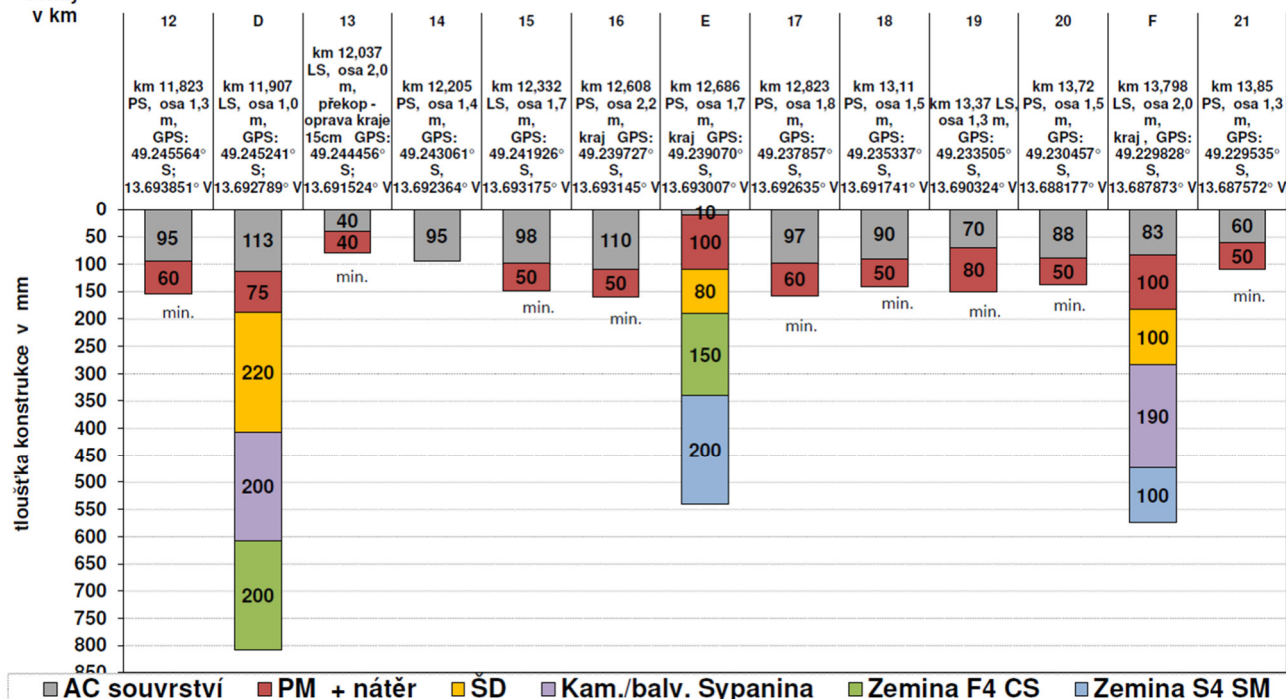 v km
12 D 13 14 15 16 E 17 18 19 20 F 21
km 11,823
PS, osa 1,3
m,
GPS:
49.245564°
S;
13.693851° V
km 11,907
LS, osa 1,0
m,
GPS:
49.245241°
S;
13.692789° V
km 12,037
LS, osa 2,0
m,
překop -
oprava kraje
15cm GPS:
49.244456°
S;
13.691524° V
km 12,205
PS, osa 1,4
m,
GPS:
49.243061°
S,
13.692364° V
km 12,332
LS, osa 1,7
m,
GPS:
49.241926°
S,
13.693175° V
km 12,608
PS, osa 2,2
m,
kraj GPS:
49.239727°
S,
13.693145° V
km 12,686
PS, osa 1,7
m,
kraj GPS:
49.239070°
S,
13.693007° V
km 12,823
PS, osa 1,8
m,
GPS:
49.237857°
S,
13.692635° V
km 13,11
PS, osa 1,5
m,
GPS:
49.235337°
S,
13.691741° V
km 13,37 LS,
osa 1,3 m,
GPS:
49.233505°
S,
13.690324° V
km 13,72
PS, osa 1,5
m,
GPS:
49.230457°
S,
13.688177° V
km 13,798
LS, osa 2,0
m,
kraj , GPS:
49.229828°
S,
13.687873° V
km 13,85
PS, osa 1,3
m,
GPS:
49.229535°
S,
13.687572° V
tloušťka konstrukce v mm
0
50
100
150
200
250
300
350
400
450
500
550
600
650
700
750
800
850
95
60
min.
113
75
220
200
200
40
40
min.
95
98
50
min.
110
50
min.
10
100
80
150
200
97
60
min.
90
50
min.
70
80
min.
88
50
min.
83
100
100
190
100
60
50
min.
AC souvrství PM + nátěr ŠD Kam./balv. Sypanina Zemina F4 CS Zemina S4 SM